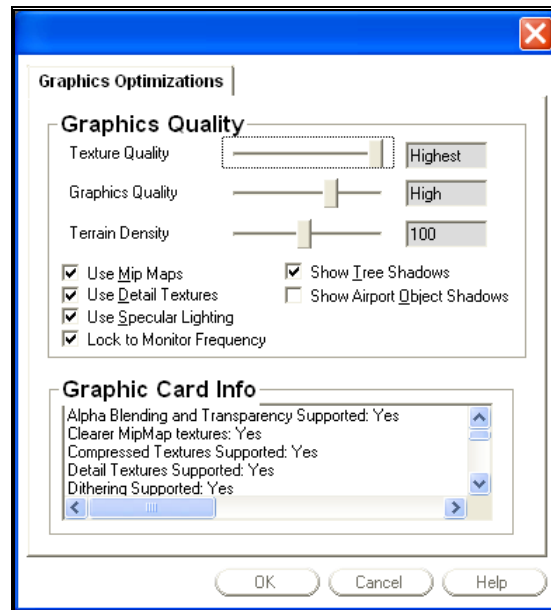 Graphics Optimizations
Graphics Quality
Texture Quality Highest
Graphics Quality High
Terrain Density 100
Use Mip Maps Show Tree Shadows
Use Detail Textures Show Airport Object Shadows
Use Specular Lighting
Lock to Monitor Frequency
Graphic Card Info
Alpha Blending and Transparency Supported: Yes
Clearer MipMap textures: Yes
Compressed Textures Supported: Yes
Detail Textures Supported: Yes
Dithering Supported: Yes
OK Cancel Help